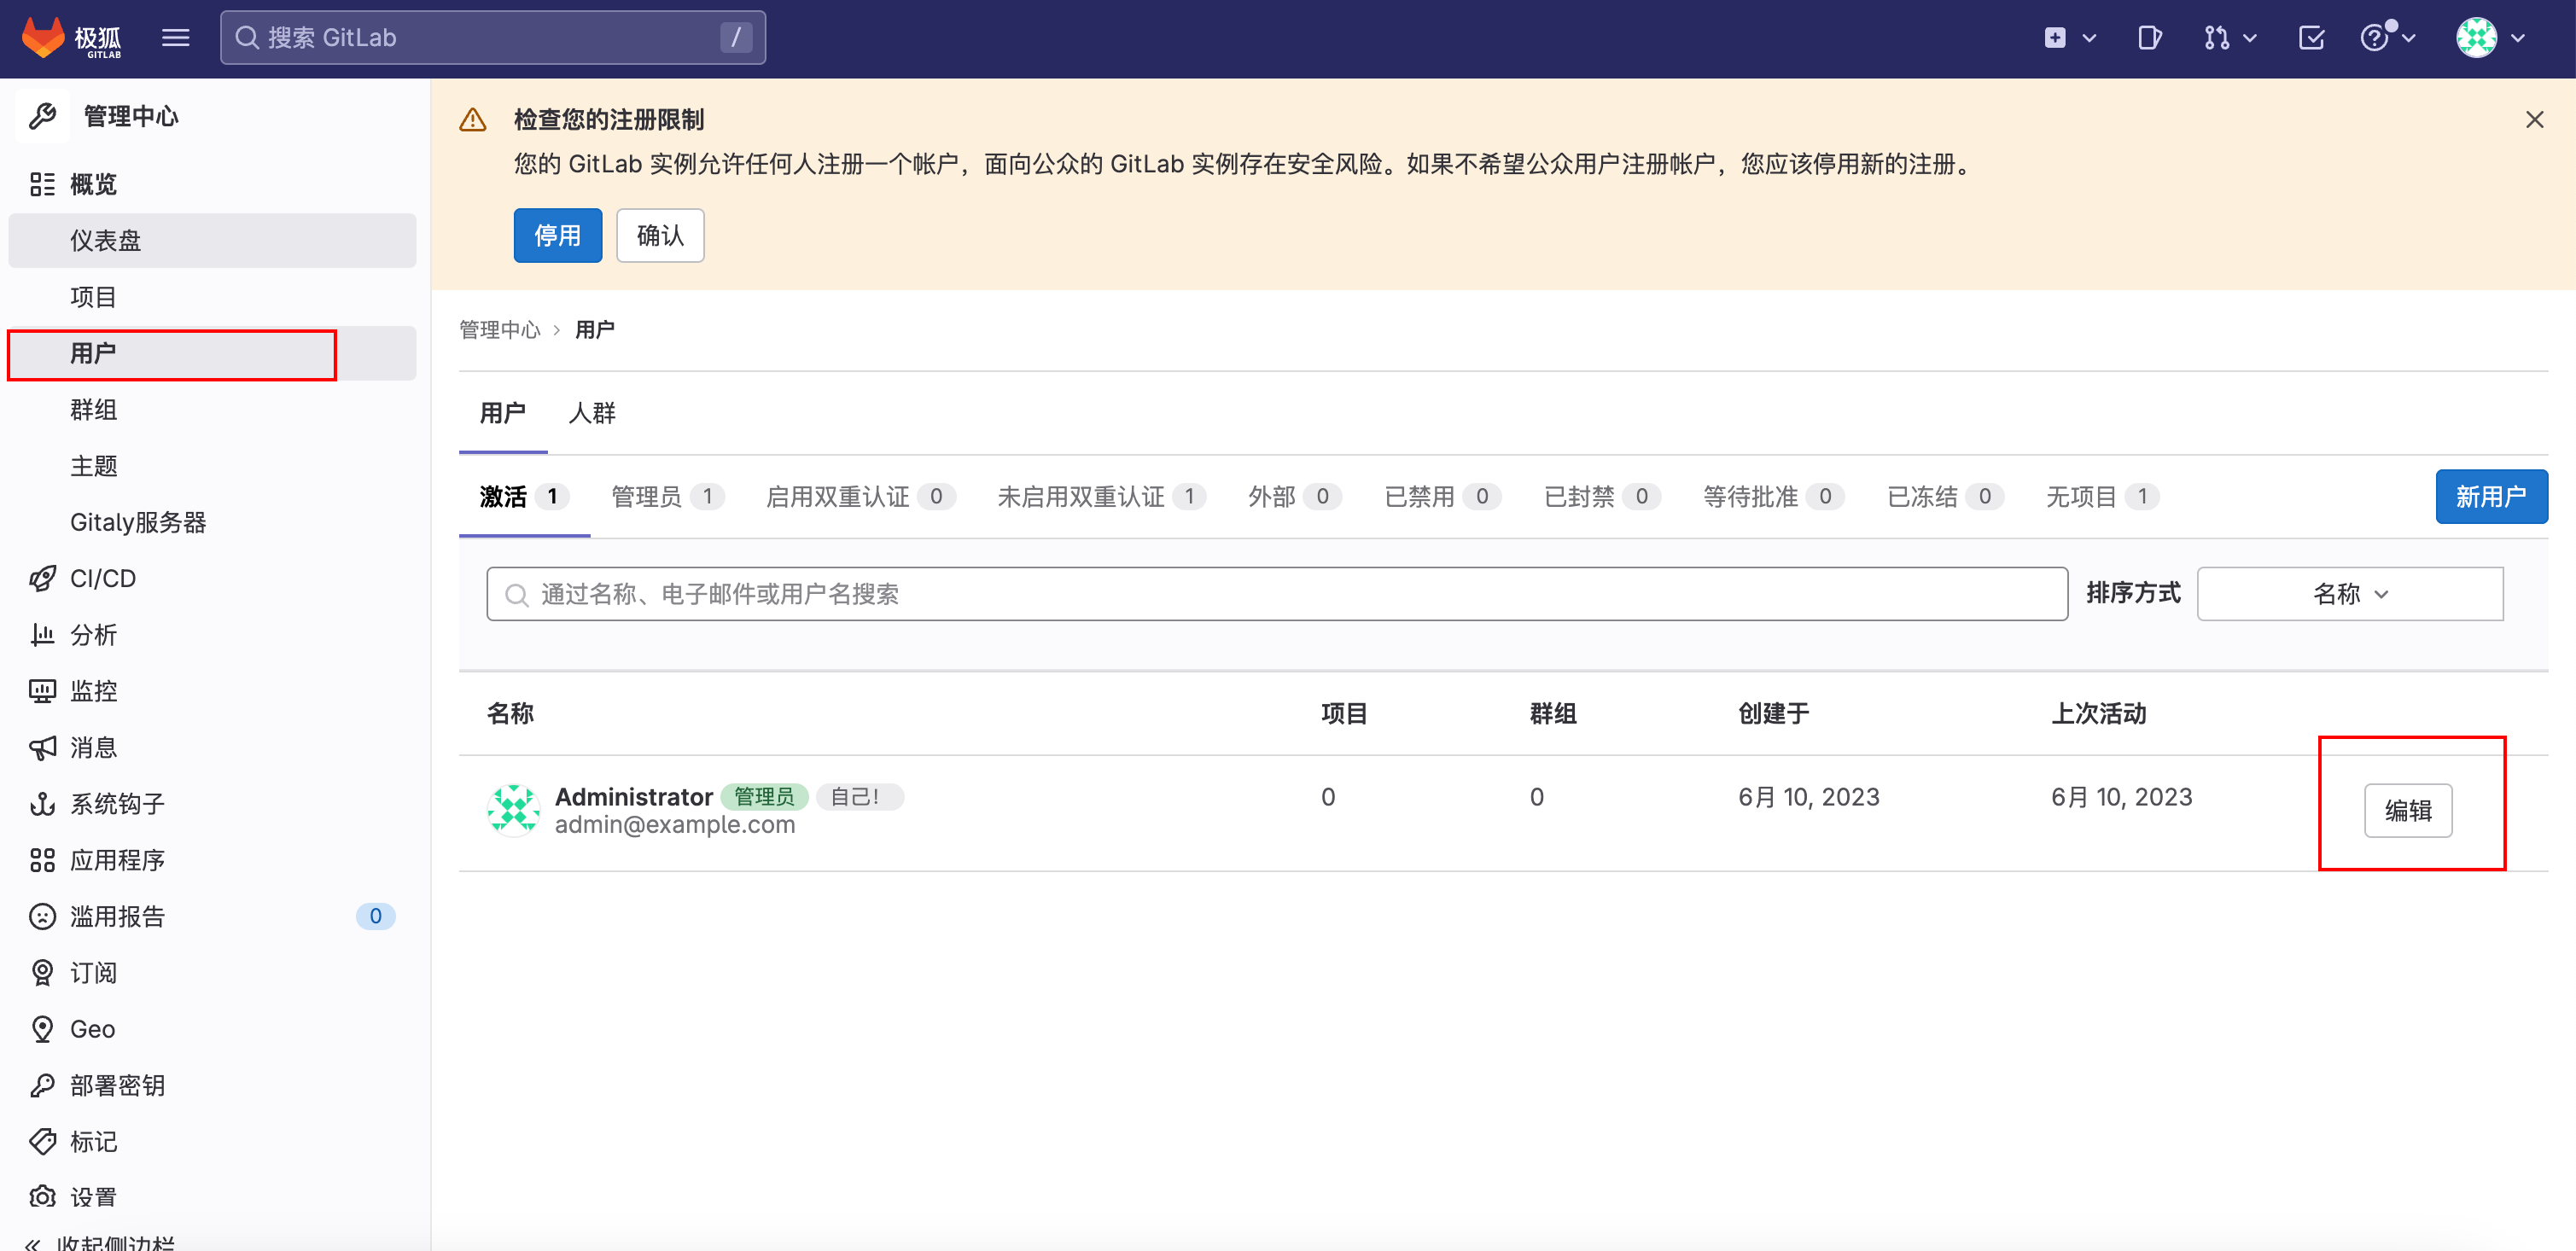 极狐
GITLAB
搜索 GitLab
/
管理中心
概览
仪表盘
项目
用户
群组
主题
Gitaly服务器
CI/CD
分析
监控
消息
系统钩子
应用程序
滥用报告 0
订阅
Geo
部署密钥
标记
设置
收起侧边栏
检查您的注册限制
您的 GitLab 实例允许任何人注册一个帐户，面向公众的 GitLab 实例存在安全风险。如果不希望公众用户注册帐户，您应该停用新的注册。
停用 确认
管理中心 › 用户
用户 人群
激活 1 管理员 1 启用双重认证 0 未启用双重认证 1 外部 0 已禁用 0 已封禁 0 等待批准 0 已冻结 0 无项目 1 新用户
通过名称、电子邮件或用户名搜索 排序方式 名称
名称 项目 群组 创建于 上次活动
Administrator 管理员 自己！ 0 0 6月 10, 2023 6月 10, 2023 编辑
admin@example.com